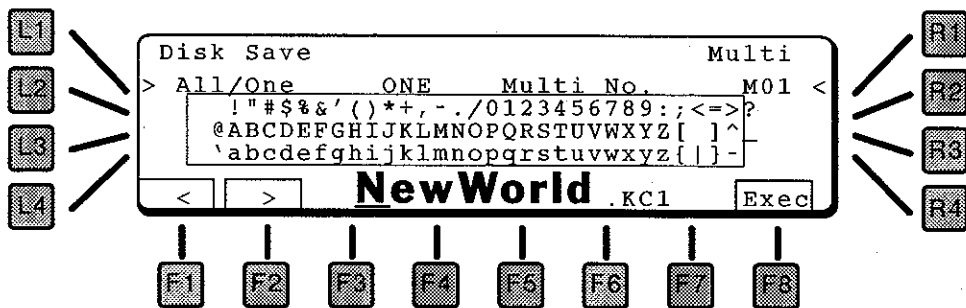 L1
L2
L3
L4
Disk Save Multi
> All/One ONE Multi No. M01 <
!"#$%&'()*+,-./0123456789:;<=>?
@ABCDEFGHIJKLMNOPQRSTUVWXYZ[ ]^_
`abcdefghijklmnopqrstuvwxyz{|}-
< > NewWorld .KC1 Exec
R1
R2
R3
R4
F1 F2 F3 F4 F5 F6 F7 F8